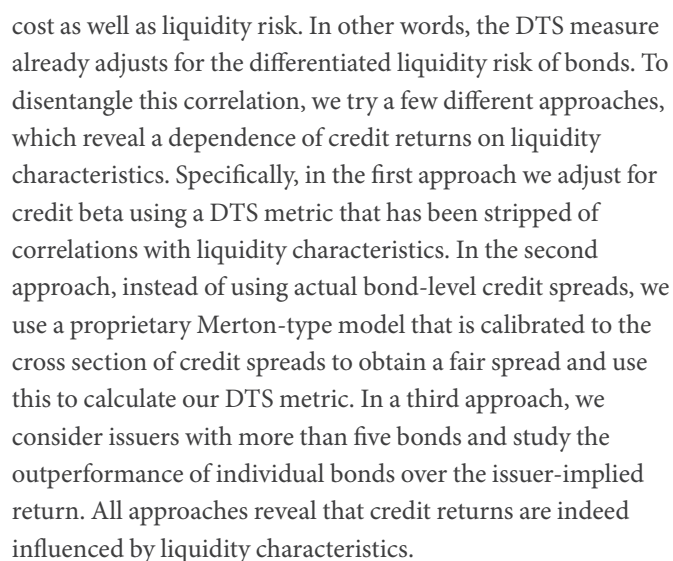 cost as well as liquidity risk. In other words, the DTS measure
already adjusts for the differentiated liquidity risk of bonds. To
disentangle this correlation, we try a few different approaches,
which reveal a dependence of credit returns on liquidity
characteristics. Specifically, in the first approach we adjust for
credit beta using a DTS metric that has been stripped of
correlations with liquidity characteristics. In the second
approach, instead of using actual bond-level credit spreads, we
use a proprietary Merton-type model that is calibrated to the
cross section of credit spreads to obtain a fair spread and use
this to calculate our DTS metric. In a third approach, we
consider issuers with more than five bonds and study the
outperformance of individual bonds over the issuer-implied
return. All approaches reveal that credit returns are indeed
influenced by liquidity characteristics.